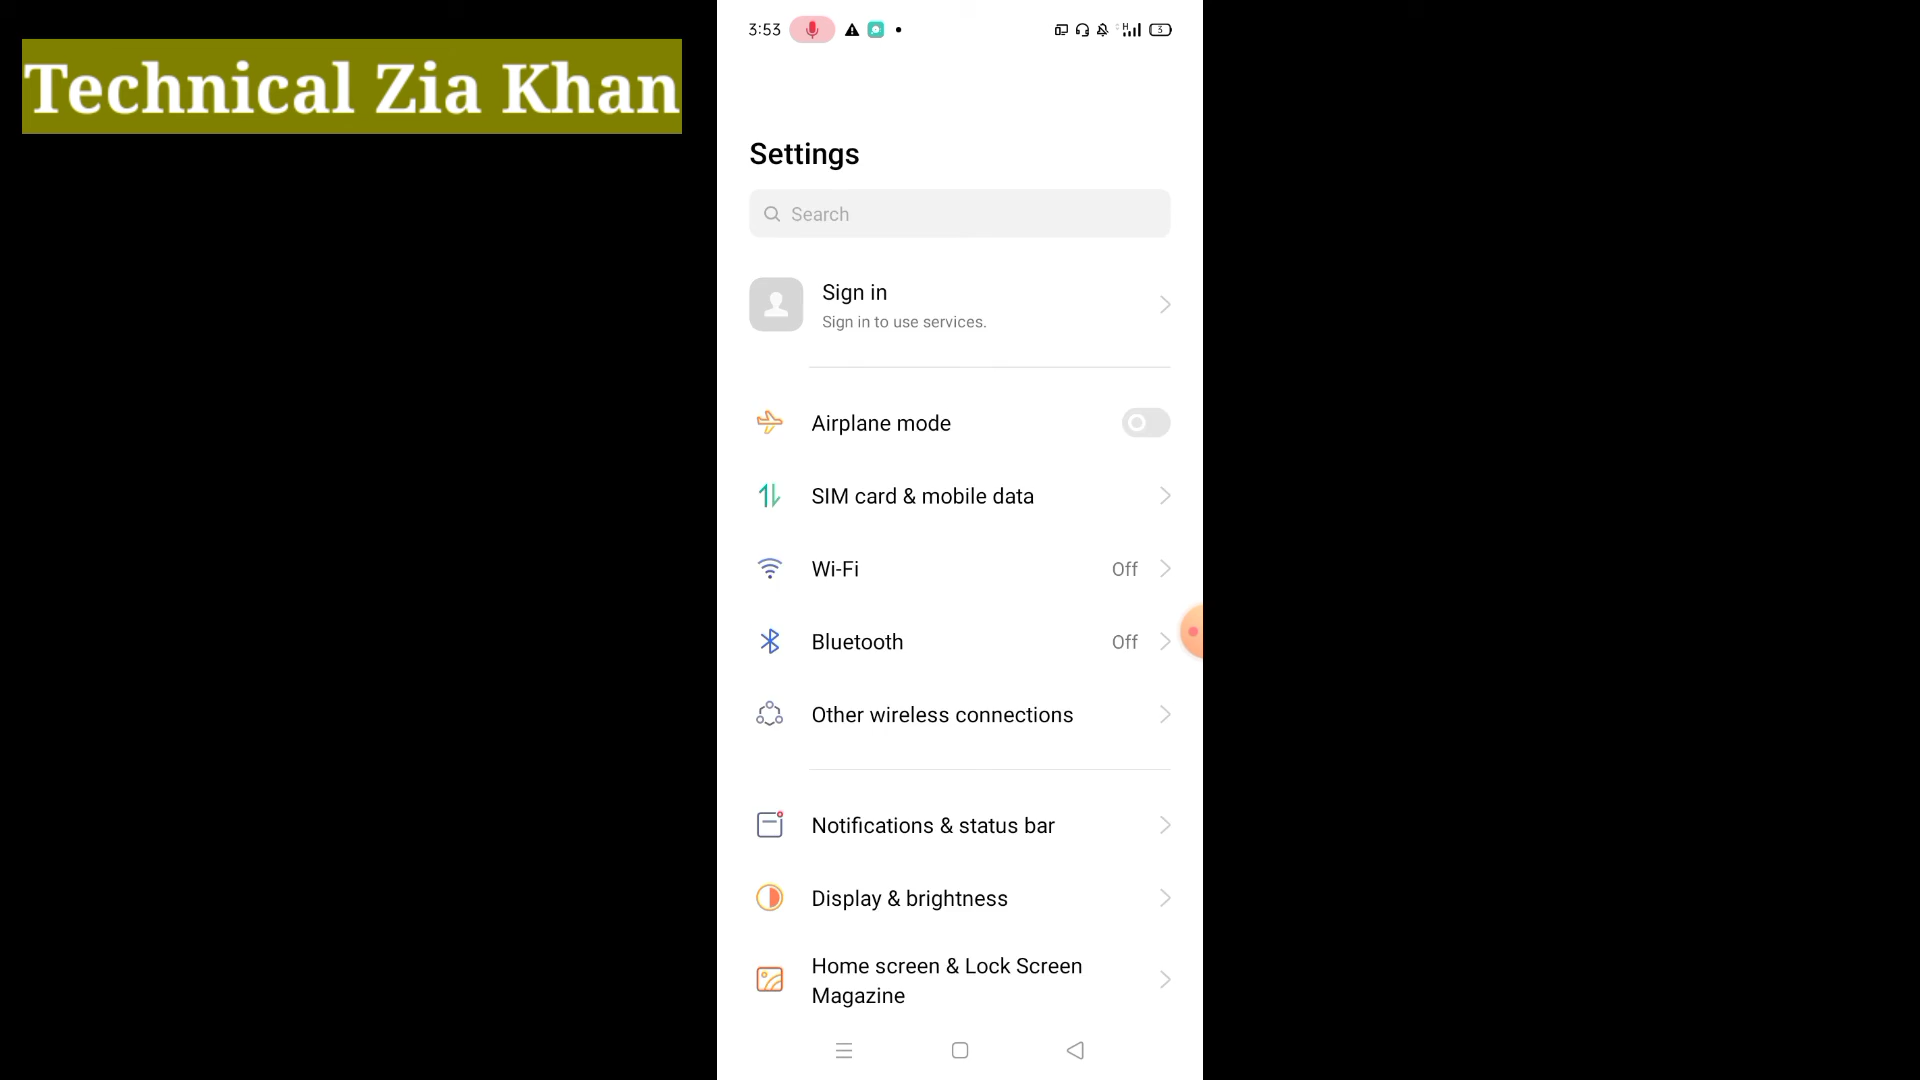 Technical Zia Khan
3:53
H
3
Settings
Search
Sign in
Sign in to use services.
Airplane mode
SIM card & mobile data
Wi-Fi Off
Bluetooth Off
Other wireless connections
Notifications & status bar
Display & brightness
Home screen & Lock Screen
Magazine